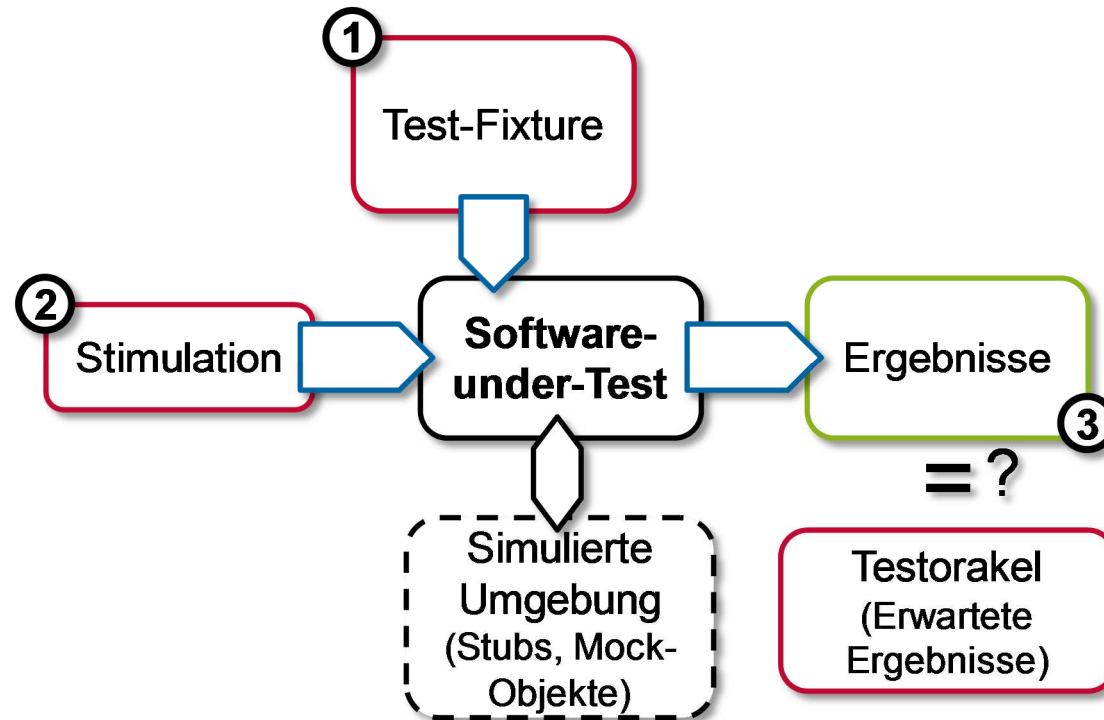 1
Test-Fixture
2
Stimulation
Software-
under-Test
Ergebnisse
3
= ?
Simulierte
Umgebung
(Stubs, Mock-
Objekte)
Testorakel
(Erwartete
Ergebnisse)